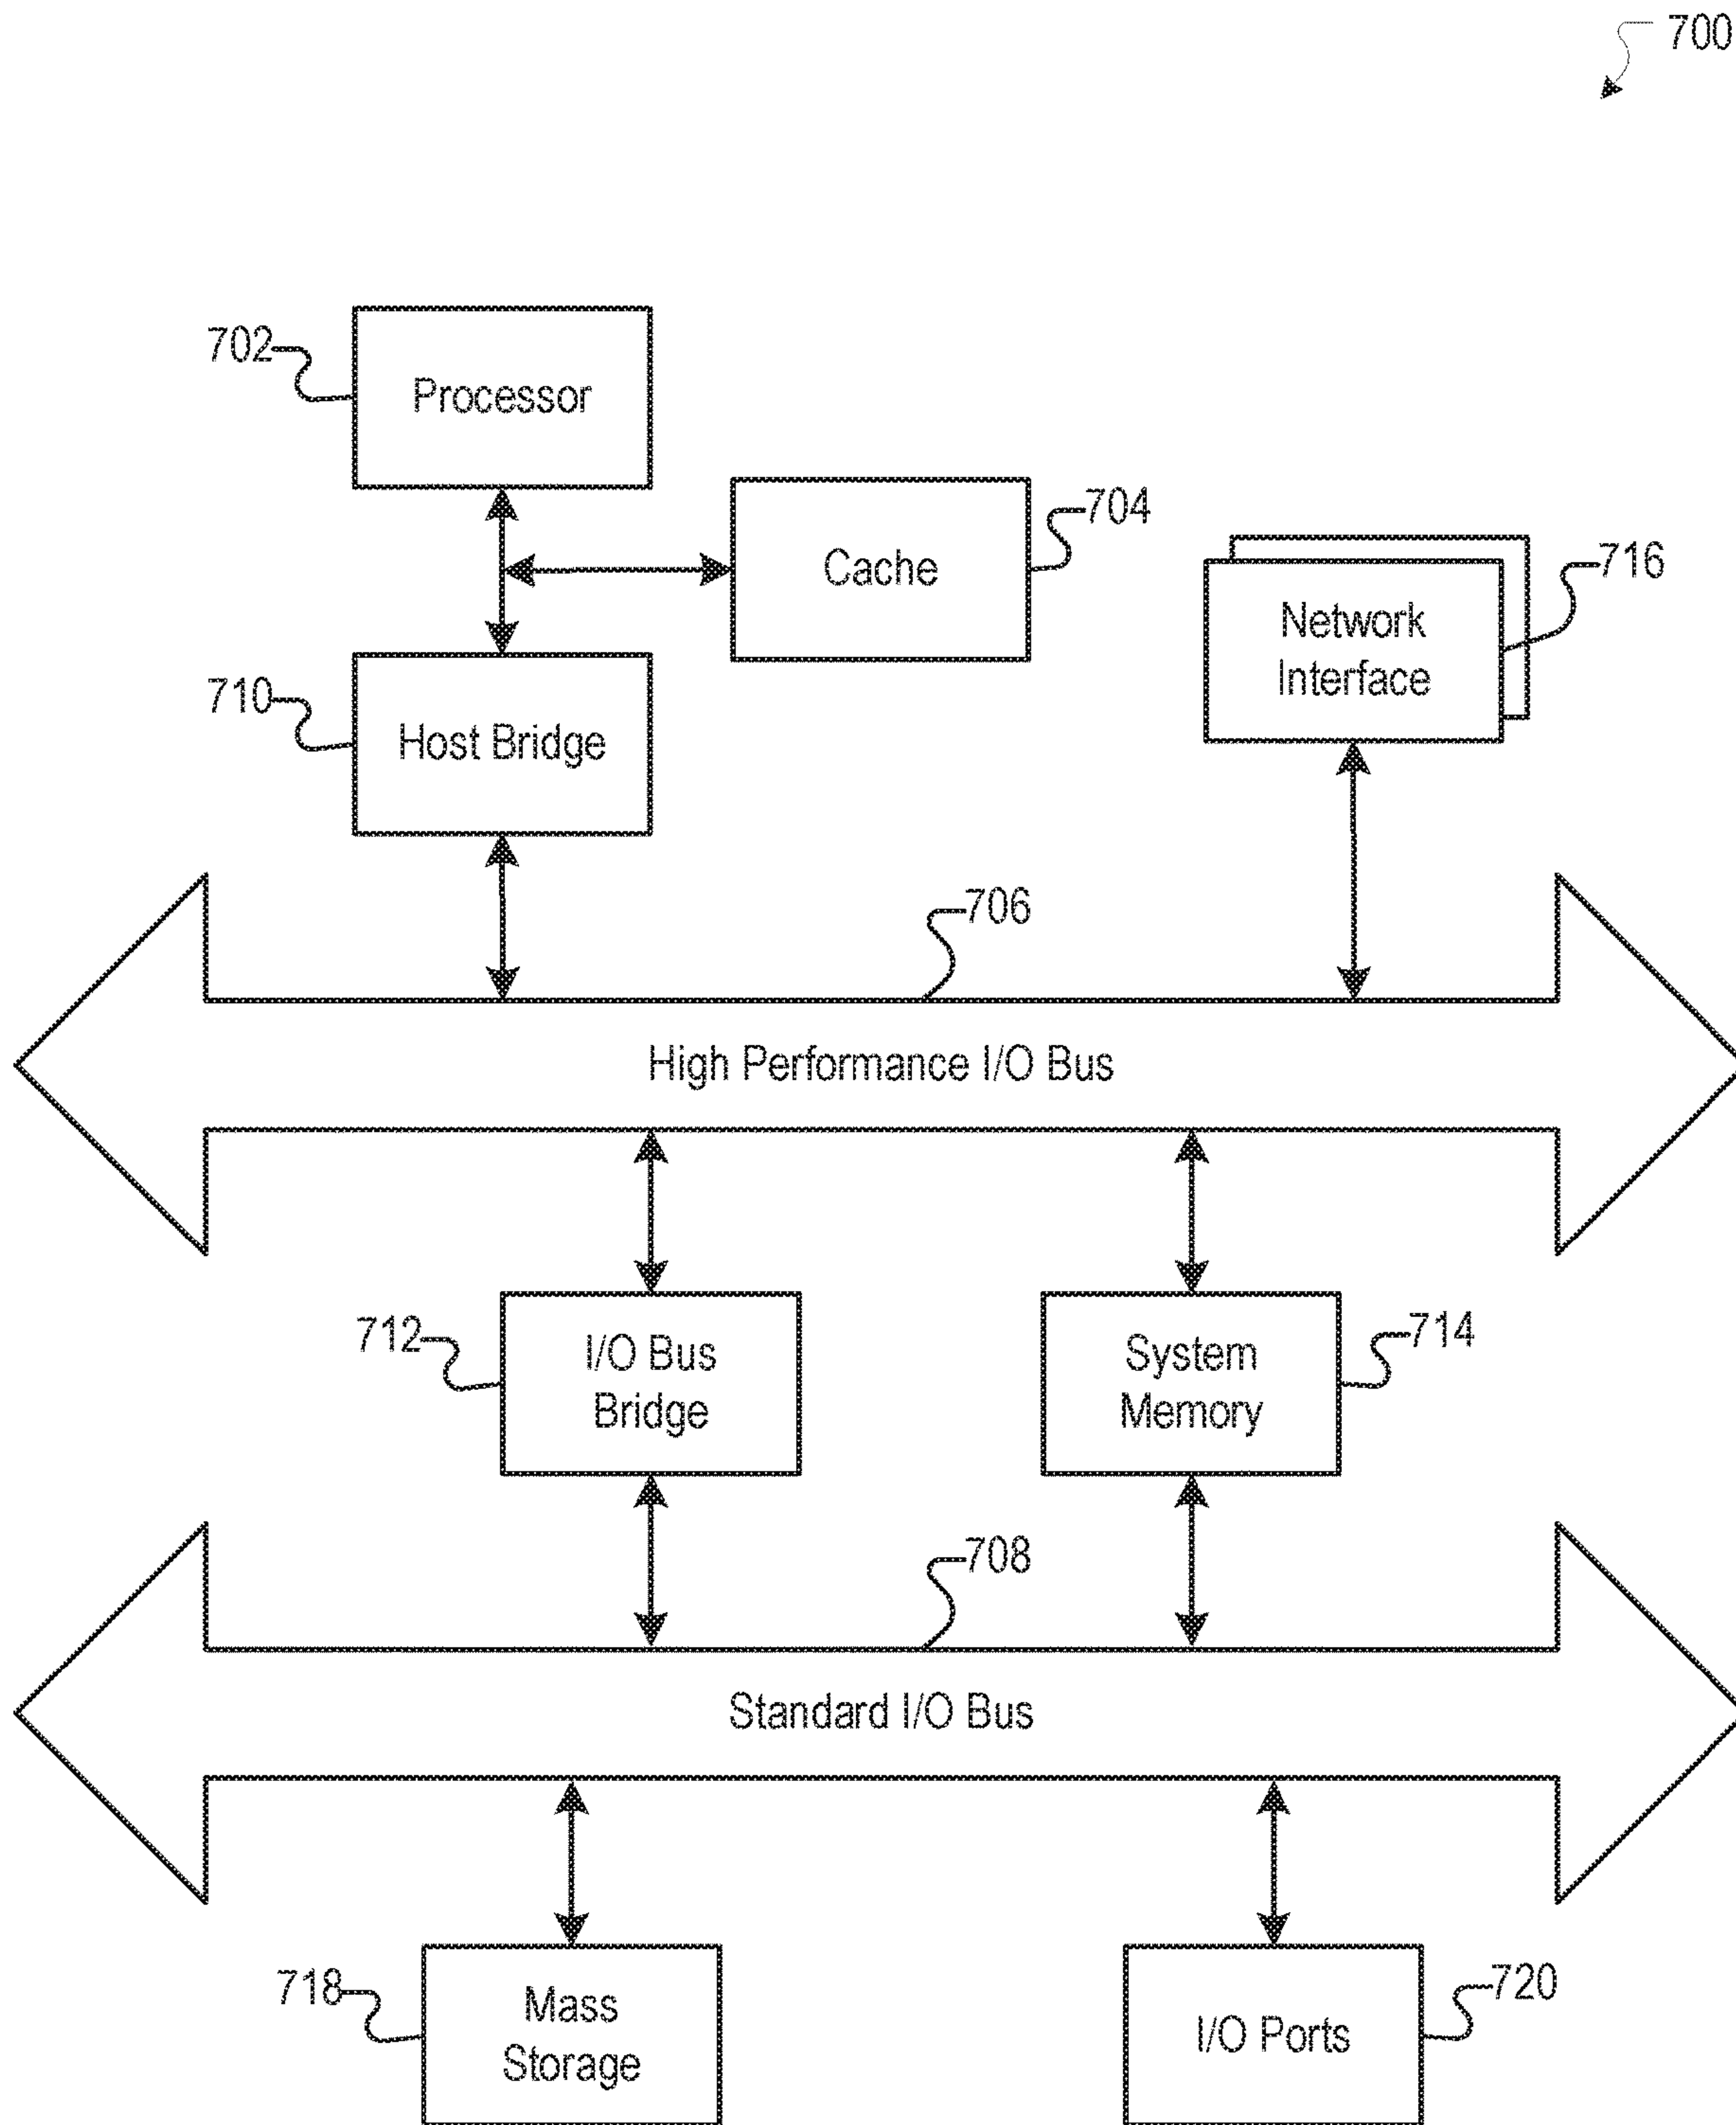 700
702
Processor
704
Cache
716
Network
Interface
710
Host Bridge
706
High Performance I/O Bus
712
I/O Bus
Bridge
System
Memory
714
708
Standard I/O Bus
718
Mass
Storage
I/O Ports
720